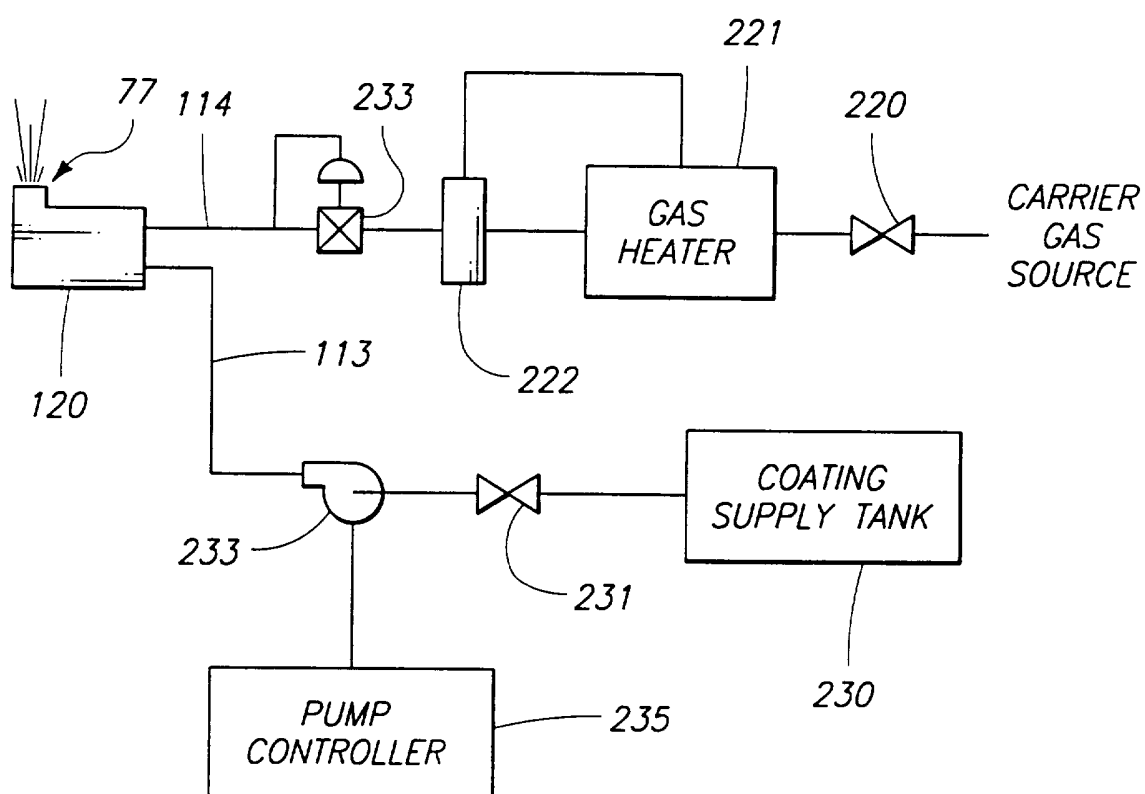 221
77
114
233
220
GAS
HEATER
CARRIER
GAS
SOURCE
113
222
120
COATING
SUPPLY TANK
233
231
230
PUMP
CONTROLLER
235